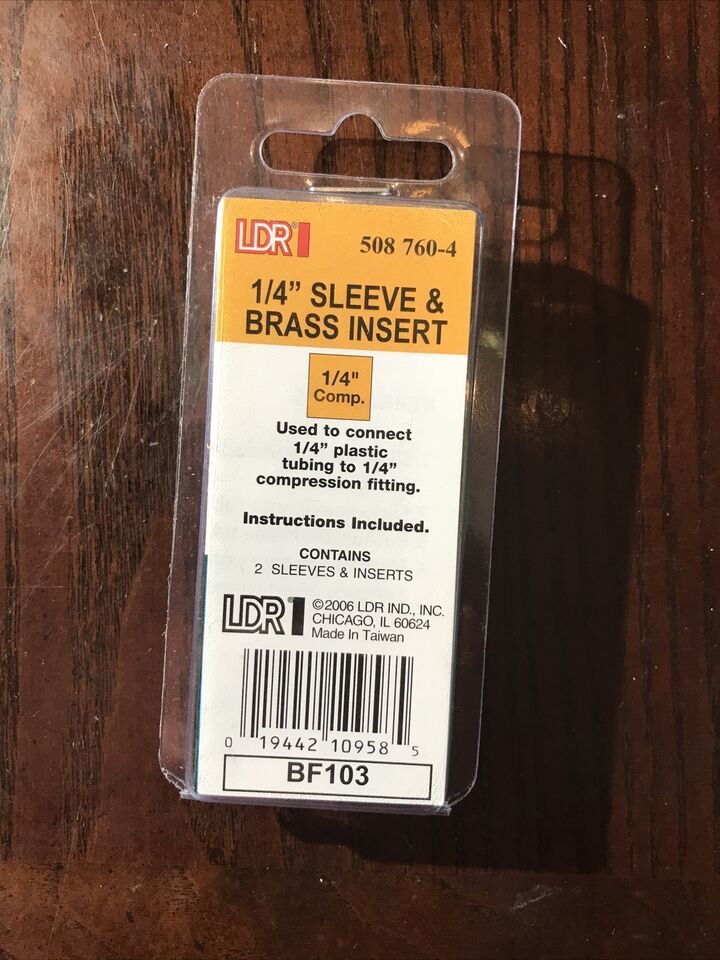 LDR®
508 760-4
1/4” SLEEVE &
BRASS INSERT
1/4"
Comp.
Used to connect
1/4” plastic
tubing to 1/4”
compression fitting.
Instructions Included.
CONTAINS
2 SLEEVES & INSERTS
LDR®
©2006 LDR IND., INC.
CHICAGO, IL 60624
Made In Taiwan
0 19442 10958 5
BF103